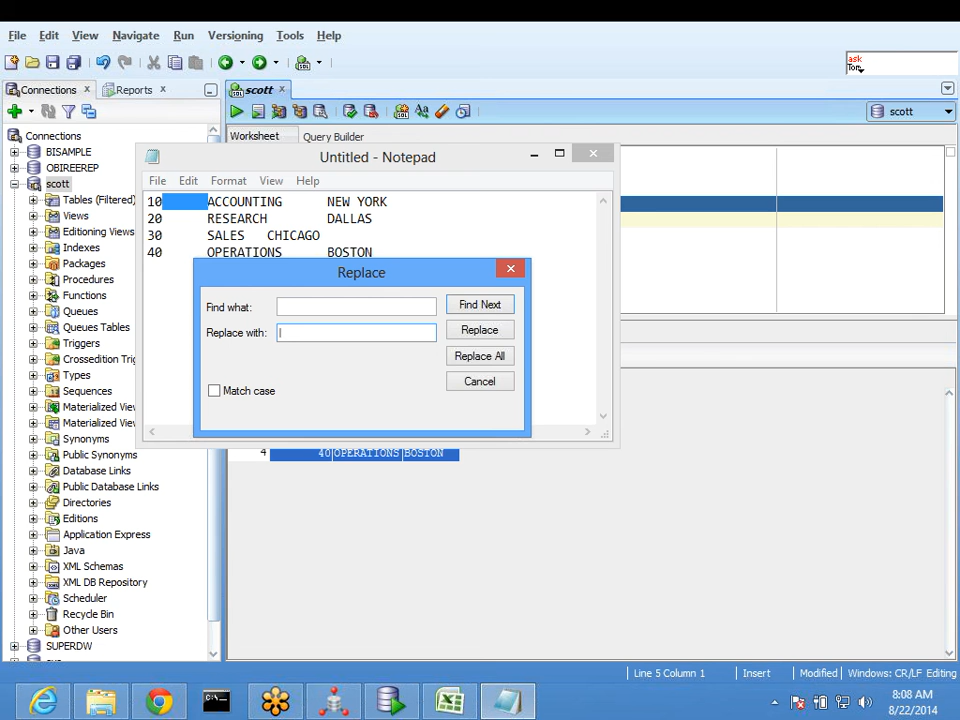 File Edit View Navigate Run Versioning Tools Help
ask
Tom
Connections Reports scott
scott
Worksheet Query Builder
Connections
BISAMPLE
OBIREEREP
scott
Tables (Filtered)
Views
Editioning Views
Indexes
Packages
Procedures
Functions
Queues
Queues Tables
Triggers
Crossedition Trig
Types
Sequences
Materialized View
Materialized View
Synonyms
Public Synonyms
Database Links
Public Database Links
Directories
Editions
Application Express
Java
XML Schemas
XML DB Repository
Scheduler
Recycle Bin
Other Users
SUPERDW
Untitled - Notepad
File Edit Format View Help
10 ACCOUNTING NEW YORK
20 RESEARCH DALLAS
30 SALES CHICAGO
40 OPERATIONS BOSTON
Replace
Find what: Find Next
Replace with: Replace
Replace All
Cancel
Match case
4 40 OPERATIONS BOSTON
Line 5 Column 1 Insert Modified Windows: CR/LF Editing
8:08 AM
8/22/2014